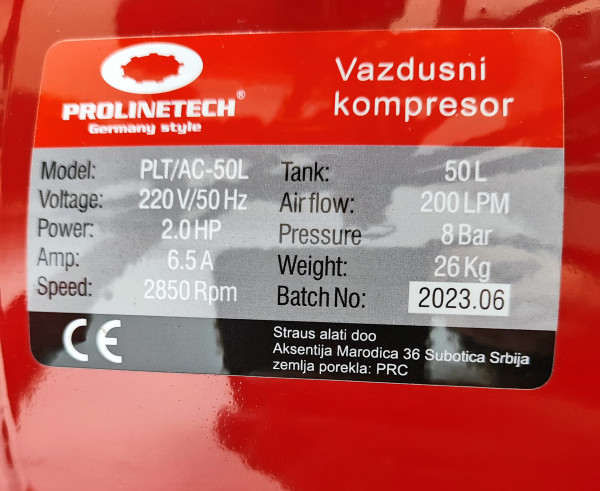 PROLINETECH®
Germany style
Vazdusni
kompresor
Model: PLT/AC-50L
Voltage: 220 V/50 Hz
Power: 2.0 HP
Amp: 6.5 A
Speed: 2850 Rpm
Tank: 50 L
Air flow: 200 LPM
Pressure 8 Bar
Weight: 26 Kg
Batch No: 2023.06
CE
Straus alati doo
Aksentija Marodica 36 Subotica Srbija
zemlja porekla: PRC